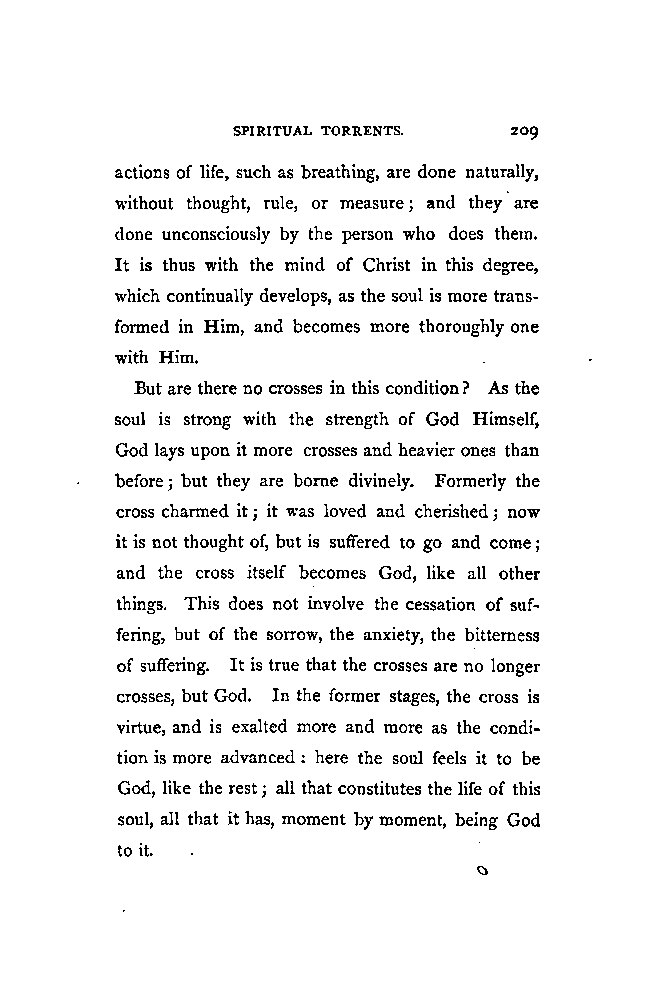 SPIRITUAL TORRENTS. 209
actions of life, such as breathing, are done naturally,
without thought, rule, or measure; and they are
done unconsciously by the person who does them.
It is thus with the mind of Christ in this degree,
which continually develops, as the soul is more trans-
formed in Him, and becomes more thoroughly one
with Him.
But are there no crosses in this condition? As the
soul is strong with the strength of God Himself,
God lays upon it more crosses and heavier ones than
before; but they are borne divinely. Formerly the
cross charmed it; it was loved and cherished; now
it is not thought of, but is suffered to go and come;
and the cross itself becomes God, like all other
things. This does not involve the cessation of suf-
fering, but of the sorrow, the anxiety, the bitterness
of suffering. It is true that the crosses are no longer
crosses, but God. In the former stages, the cross is
virtue, and is exalted more and more as the condi-
tion is more advanced: here the soul feels it to be
God, like the rest; all that constitutes the life of this
soul, all that it has, moment by moment, being God
to it.
O